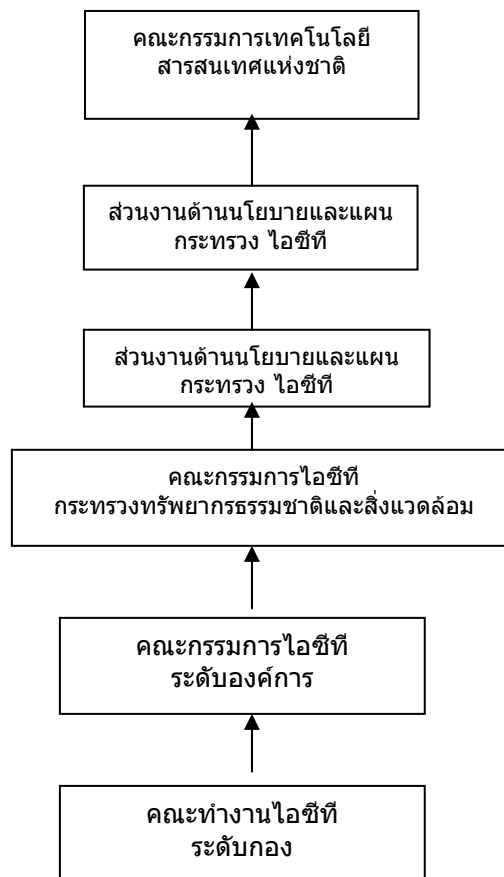 คณะกรรมการเทคโนโลยี
สารสนเทศแห่งชาติ
ส่วนงานด้านนโยบายและแผน
กระทรวง ไอซีที
ส่วนงานด้านนโยบายและแผน
กระทรวง ไอซีที
คณะกรรมการไอซีที
กระทรวงทรัพยากรธรรมชาติและสิ่งแวดล้อม
คณะกรรมการไอซีที
ระดับองค์การ
คณะทำงานไอซีที
ระดับกอง